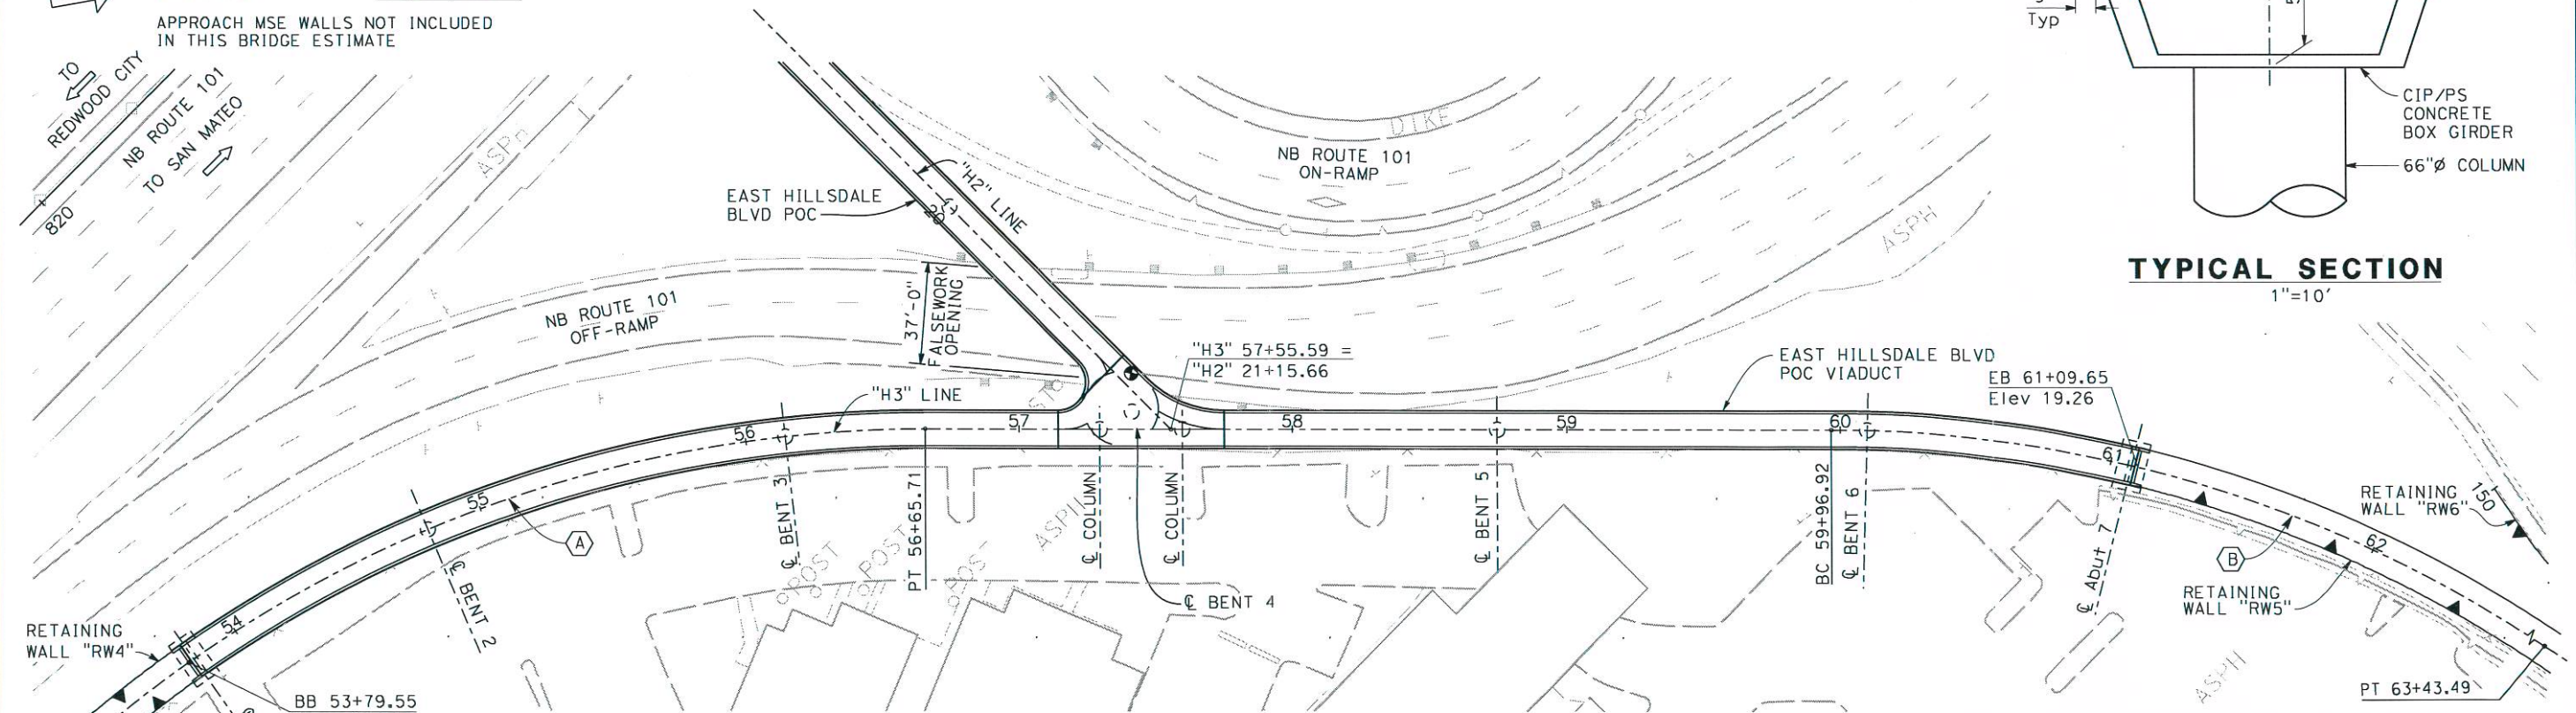 APPROACH MSE WALLS NOT INCLUDED
IN THIS BRIDGE ESTIMATE
TO
REDWOOD CITY
NB ROUTE 101
TO SAN MATEO
820
ASPH
EAST HILLSDALE
BLVD POC
"H2" LINE
NB ROUTE 101
ON-RAMP
DIKE
ASPH
NB ROUTE 101
OFF-RAMP
37'-0"
FALSEWORK
OPENING
"H3" LINE
"H3" 57+55.59 =
"H2" 21+15.66
EAST HILLSDALE BLVD
POC VIADUCT
EB 61+09.65
Elev 19.26
54
55
56
57
58
59
60
61
62
A
℄ BENT 2
℄ BENT 3
PT 56+65.71
℄ COLUMN
℄ COLUMN
℄ BENT 4
℄ BENT 5
BC 59+96.92
℄ BENT 6
℄ Abut 7
POST
POST
ASPH
RETAINING
WALL "RW4"
BB 53+79.55
RETAINING
WALL "RW6"
150
B
RETAINING
WALL "RW5"
ASPH
PT 63+43.49
Typ
CIP/PS
CONCRETE
BOX GIRDER
66"Ø COLUMN
TYPICAL SECTION
1"=10'